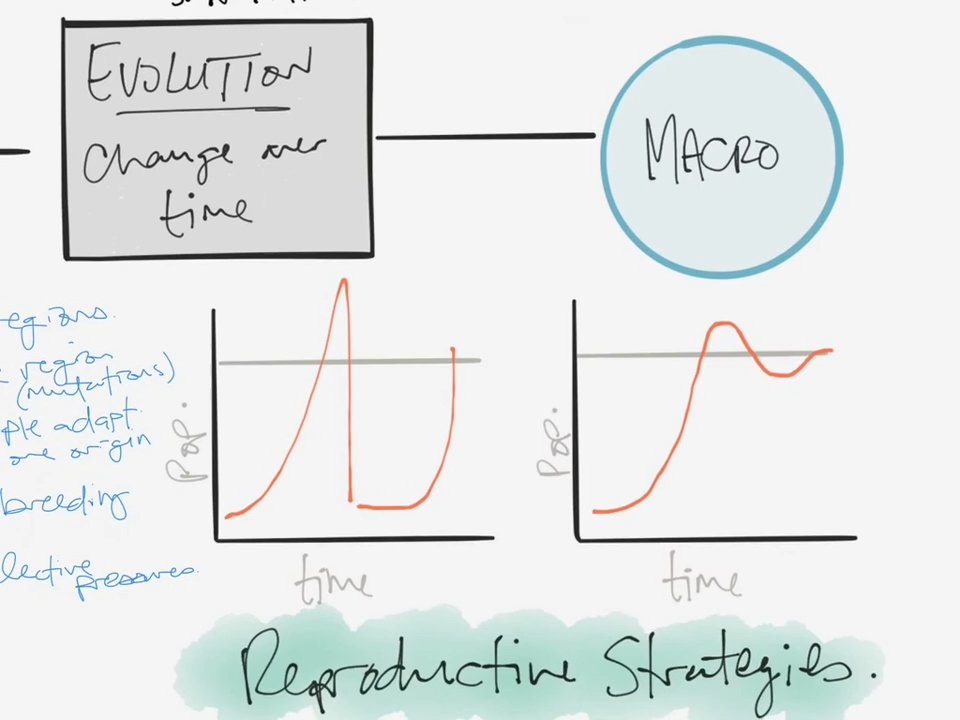 EVOLUTION
Change over
time
MACRO
egions.
region
(mutations)
ple adapt.
one origin
breeding
lective
pressures.
Pop.
time
Pop.
time
Reproductive Strategies.